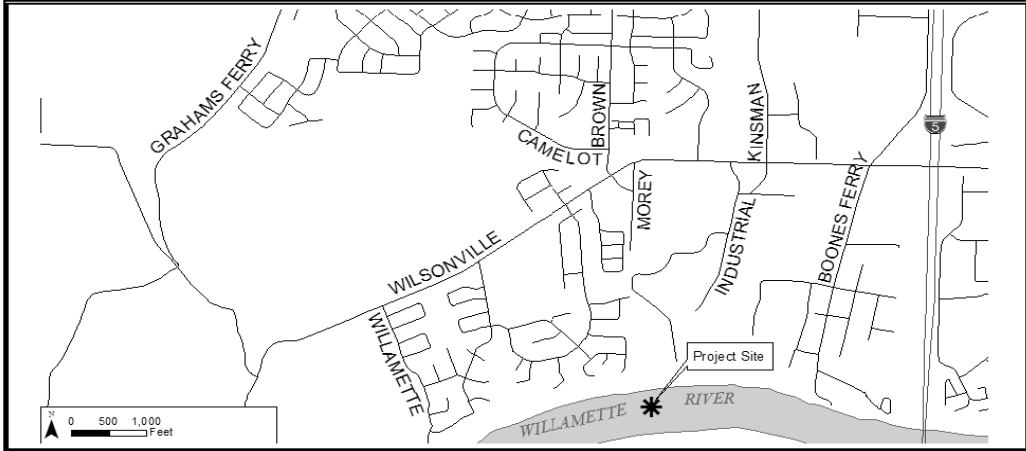 GRAHAMS FERRY
BROWN
CAMELOT
KINSMAN
5
BOONES FERRY
MOREY
INDUSTRIAL
WILSONVILLE
WILLAMETTE
Project Site
WILLAMETTE RIVER
N
0 500 1,000
Feet